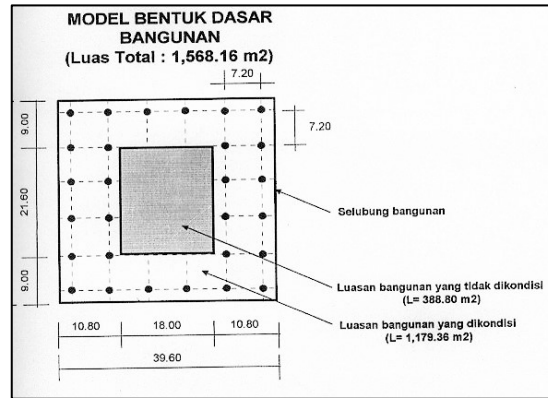 MODEL BENTUK DASAR
BANGUNAN
(Luas Total : 1,568.16 m2)
7.20
9.00
7.20
21.60
Selubung bangunan
9.00
Luasan bangunan yang tidak dikondisi
(L= 388.80 m2)
10.80
18.00
10.80
Luasan bangunan yang dikondisi
(L= 1,179.36 m2)
39.60